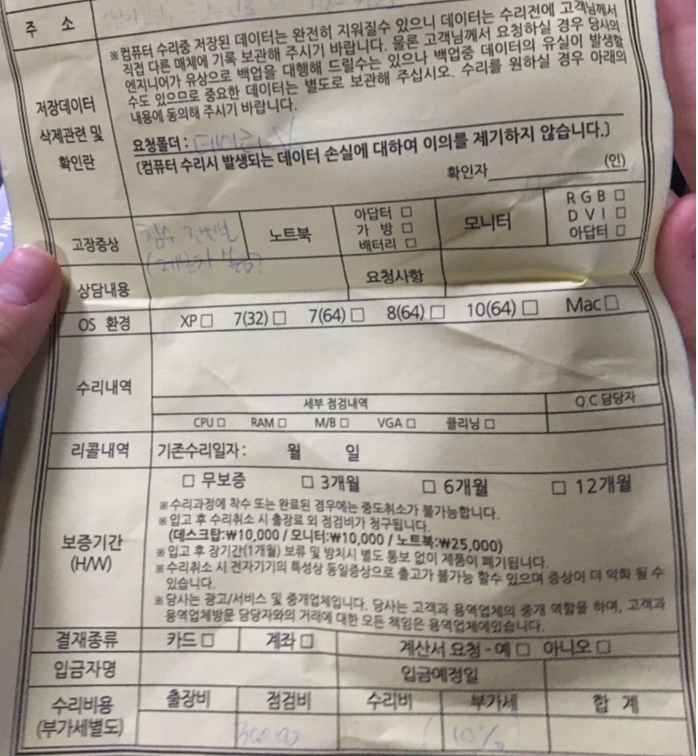 주 소
저장데이터
삭제관련 및
확인란
※컴퓨터 수리중 저장된 데이터는 완전히 지워질수 있으니 데이터는 수리전에 고객님께서
직접 다른 매체에 기록 보관해 주시기 바랍니다. 물론 고객님께서 요청하실 경우 당사의
엔지니어가 유상으로 백업을 대행해 드릴수는 있으나 백업중 데이터의 유실이 발생할
수도 있으므로 중요한 데이터는 별도로 보관해 주십시오. 수리를 원하실 경우 아래의
내용에 동의해 주시기 바랍니다.
요청폴더 :
(컴퓨터 수리시 발생되는 데이터 손실에 대하여 이의를 제기하지 않습니다.)
확인자 (인)
고장증상 침수 노트북 아답터 □ 가 방 □ 배터리 □ 모니터 R G B □ D V I □ 아답터 □
상담내용 요청사항
OS 환경 XP □ 7(32) □ 7(64) □ 8(64) □ 10(64) □ Mac □
수리내역
세부 점검내역 Q.C 담당자
CPU □ RAM □ M/B □ VGA □ 클리닝 □
리콜내역 기존수리일자 : 월 일
보증기간
(H/W)
□ 무보증 □ 3개월 □ 6개월 □ 12개월
※ 수리과정에 착수 또는 완료된 경우에는 중도취소가 불가능합니다.
※ 입고 후 수리취소 시 출장료 외 점검비가 청구됩니다.
(데스크탑:₩10,000 / 모니터:₩10,000 / 노트북:₩25,000)
※ 입고 후 장기간(1개월) 보류 및 방치시 별도 통보 없이 제품이 폐기됩니다.
※ 수리취소 시 전자기기의 특성상 동일증상으로 출고가 불가능 할수 있으며 증상이 더 악화 될 수
있습니다.
※ 당사는 광고/서비스 및 중개업체입니다. 당사는 고객과 용역업체의 중개 역할을 하며, 고객과
용역업체방문 담당자와의 거래에 대한 모든 책임은 용역업체에있습니다.
결재종류 카드 □ 계좌 □ 계산서 요청 - 예 □ 아니오 □
입금자명 입금예정일
수리비용
(부가세별도)
출장비 점검비 수리비 부가세 합 계
30000 10%